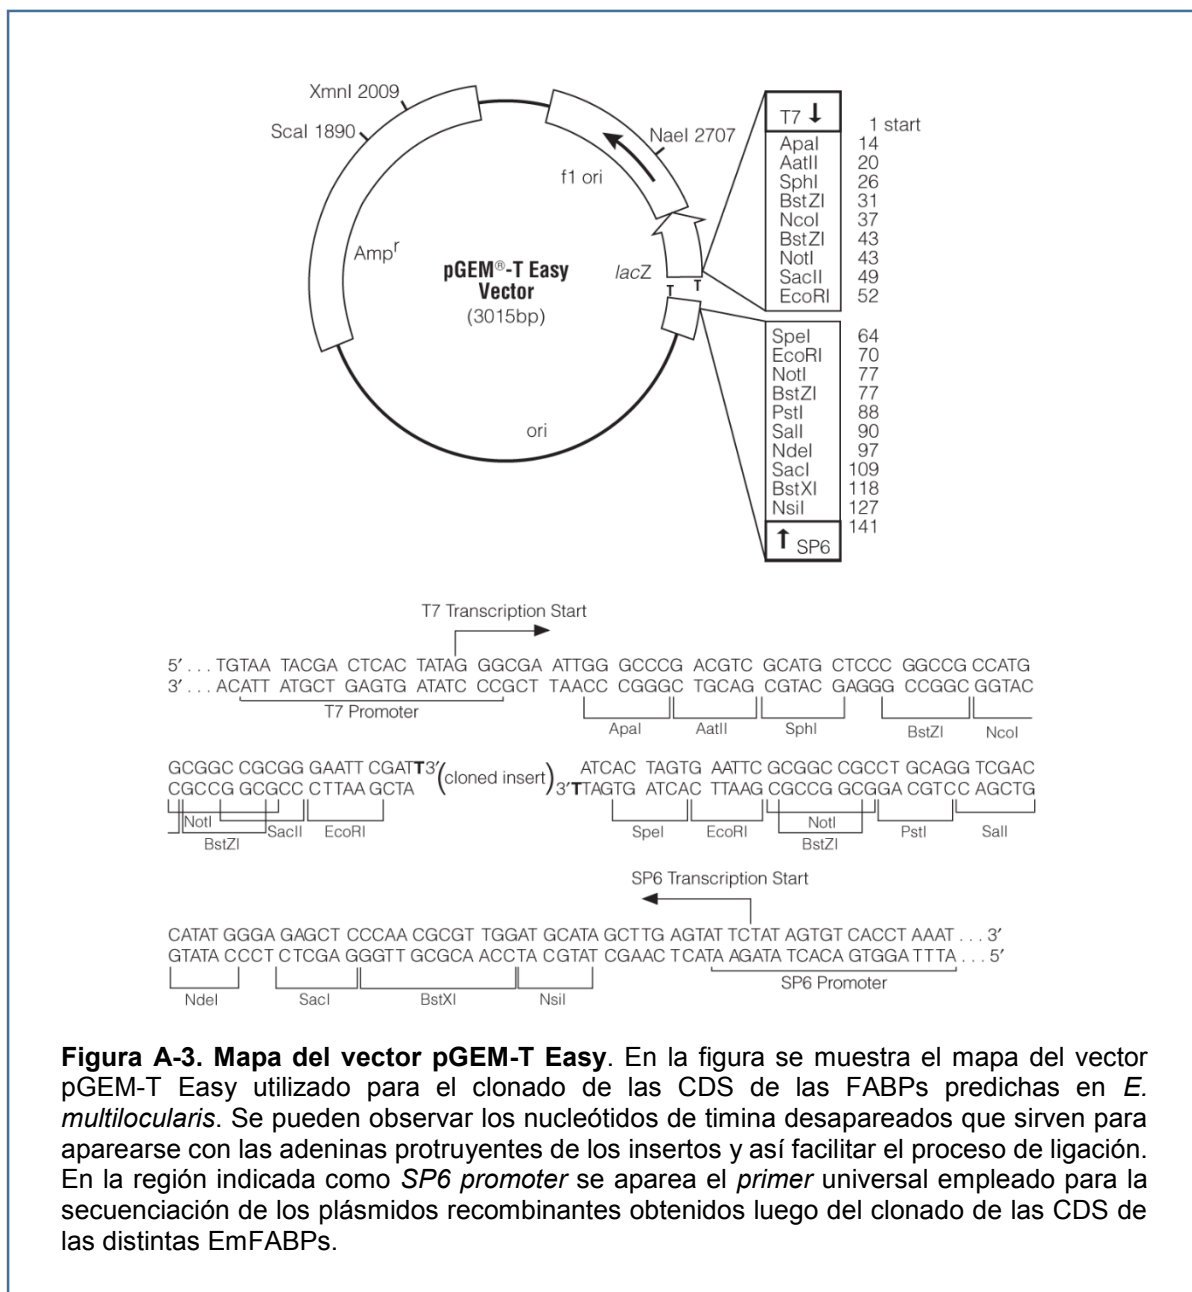 XmnI 2009
ScaI 1890
NaeI 2707
f1 ori
Ampʳ
pGEM®-T Easy
Vector
(3015bp)
lacZ
T T
ori
T7 ↓
1 start
ApaI 14
AatII 20
SphI 26
BstZI 31
NcoI 37
BstZI 43
NotI 43
SacII 49
EcoRI 52
SpeI 64
EcoRI 70
NotI 77
BstZI 77
PstI 88
SalI 90
NdeI 97
SacI 109
BstXI 118
NsiI 127
141
↑ SP6
T7 Transcription Start
5′ . . . TGTAA TACGA CTCAC TATAG GGCGA ATTGG GCCCG ACGTC GCATG CTCCC GGCCG CCATG
3′ . . . ACATT ATGCT GAGTG ATATC CCGCT TAACC CGGGC TGCAG CGTAC GAGGG CCGGC GGTAC
T7 Promoter
ApaI AatII SphI BstZI NcoI
GCGGC CGCGG GAATT CGATT3′ (cloned insert) ATCAC TAGTG AATTC GCGGC CGCCT GCAGG TCGAC
CGCCG GCGCC CTTAA GCTA 3′TTAGTG ATCAC TTAAG CGCCG GCGGA CGTCC AGCTG
NotI SacII EcoRI SpeI EcoRI NotI PstI SalI
BstZI BstZI
SP6 Transcription Start
CATAT GGGA GAGCTC CCAA CGCGT TGGAT GCATA GCTTG AGTAT TCTAT AGTGT CACCT AAAT . . . 3′
GTATA CCCT CTCGAG GGTT GCGCA ACCTA CGTAT CGAAC TCATA AGATA TCACA GTGGA TTTA . . . 5′
SP6 Promoter
NdeI SacI BstXI NsiI
Figura A-3. Mapa del vector pGEM-T Easy. En la figura se muestra el mapa del vector
pGEM-T Easy utilizado para el clonado de las CDS de las FABPs predichas en E.
multilocularis. Se pueden observar los nucleótidos de timina desapareados que sirven para
aparearse con las adeninas protruyentes de los insertos y así facilitar el proceso de ligación.
En la región indicada como SP6 promoter se aparea el primer universal empleado para la
secuenciación de los plásmidos recombinantes obtenidos luego del clonado de las CDS de
las distintas EmFABPs.